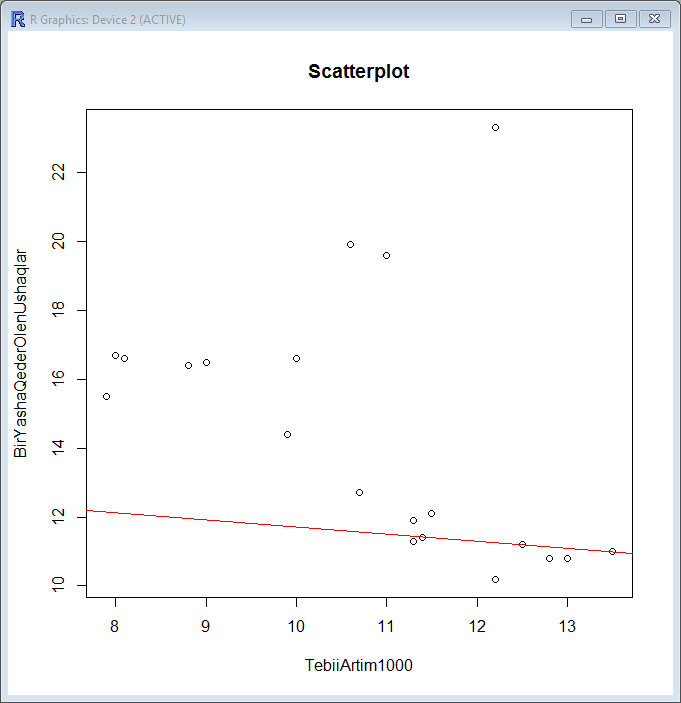 R Graphics: Device 2 (ACTIVE)
Scatterplot
BirYashaQederOlenUshaqlar
22
20
18
16
14
12
10
8 9 10 11 12 13
TebiiArtim1000